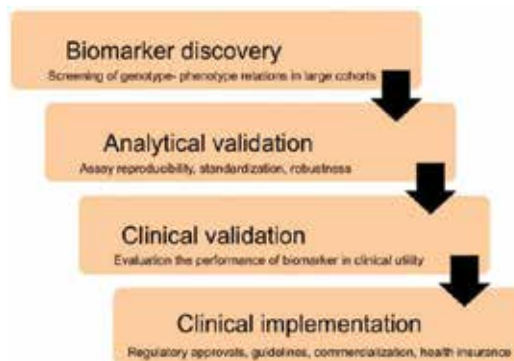 Biomarker discovery
Screening of genotype- phenotype relations in large cohorts
Analytical validation
Assay reproducibility, standardization, robustness
Clinical validation
Evaluation the performance of biomarker in clinical utility
Clinical implementation
Regulatory approvals, guidelines, commercialization, health insurance